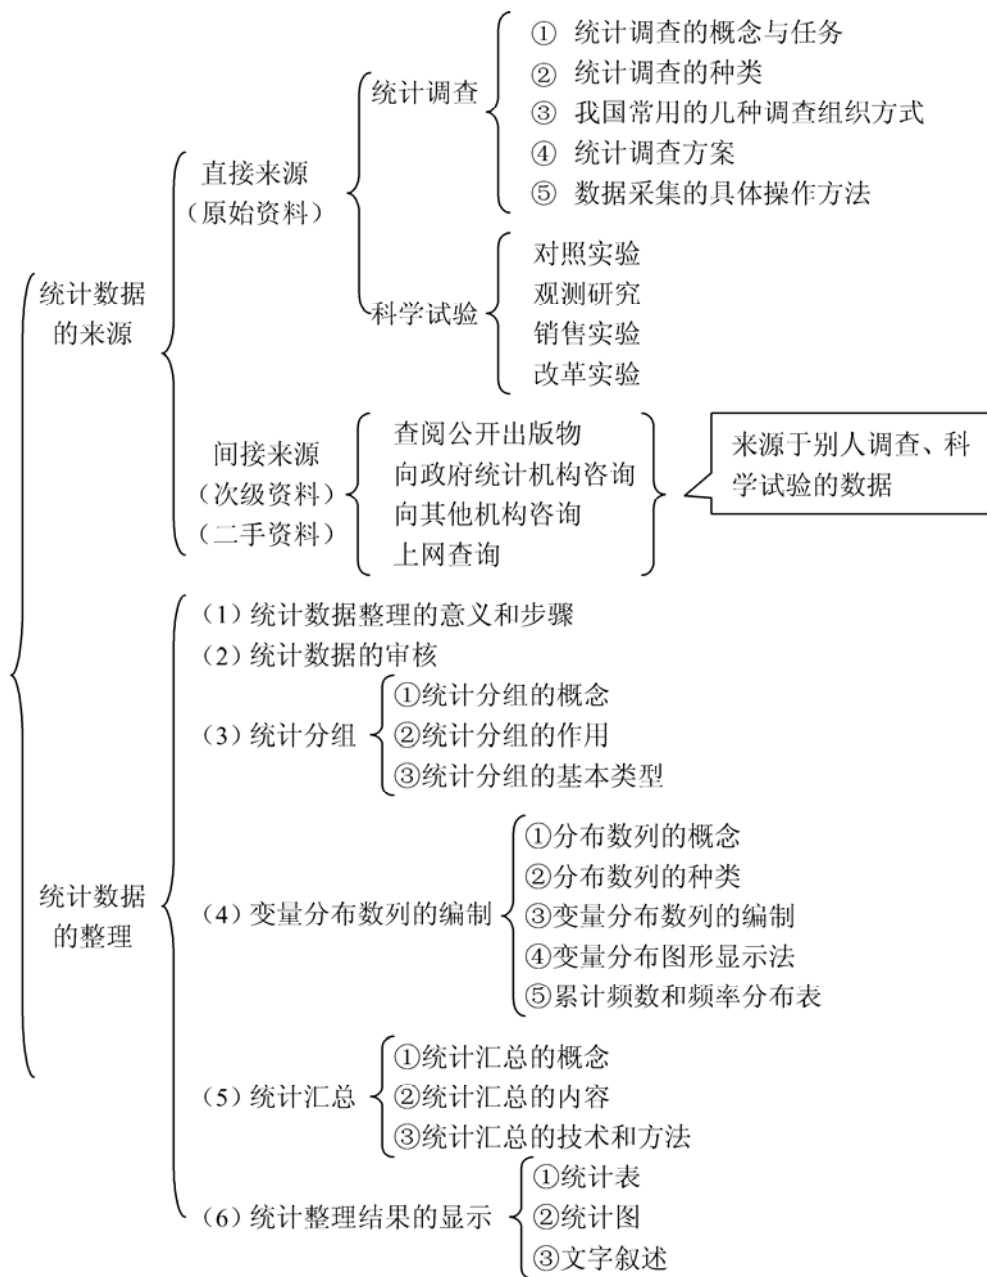 统计数据
的来源
直接来源
（原始资料）
统计调查
① 统计调查的概念与任务
② 统计调查的种类
③ 我国常用的几种调查组织方式
④ 统计调查方案
⑤ 数据采集的具体操作方法
科学试验
对照实验
观测研究
销售实验
改革实验
间接来源
（次级资料）
（二手资料）
查阅公开出版物
向政府统计机构咨询
向其他机构咨询
上网查询
来源于别人调查、科
学试验的数据
统计数据
的整理
（1）统计数据整理的意义和步骤
（2）统计数据的审核
（3）统计分组
①统计分组的概念
②统计分组的作用
③统计分组的基本类型
（4）变量分布数列的编制
①分布数列的概念
②分布数列的种类
③变量分布数列的编制
④变量分布图形显示法
⑤累计频数和频率分布表
（5）统计汇总
①统计汇总的概念
②统计汇总的内容
③统计汇总的技术和方法
（6）统计整理结果的显示
①统计表
②统计图
③文字叙述